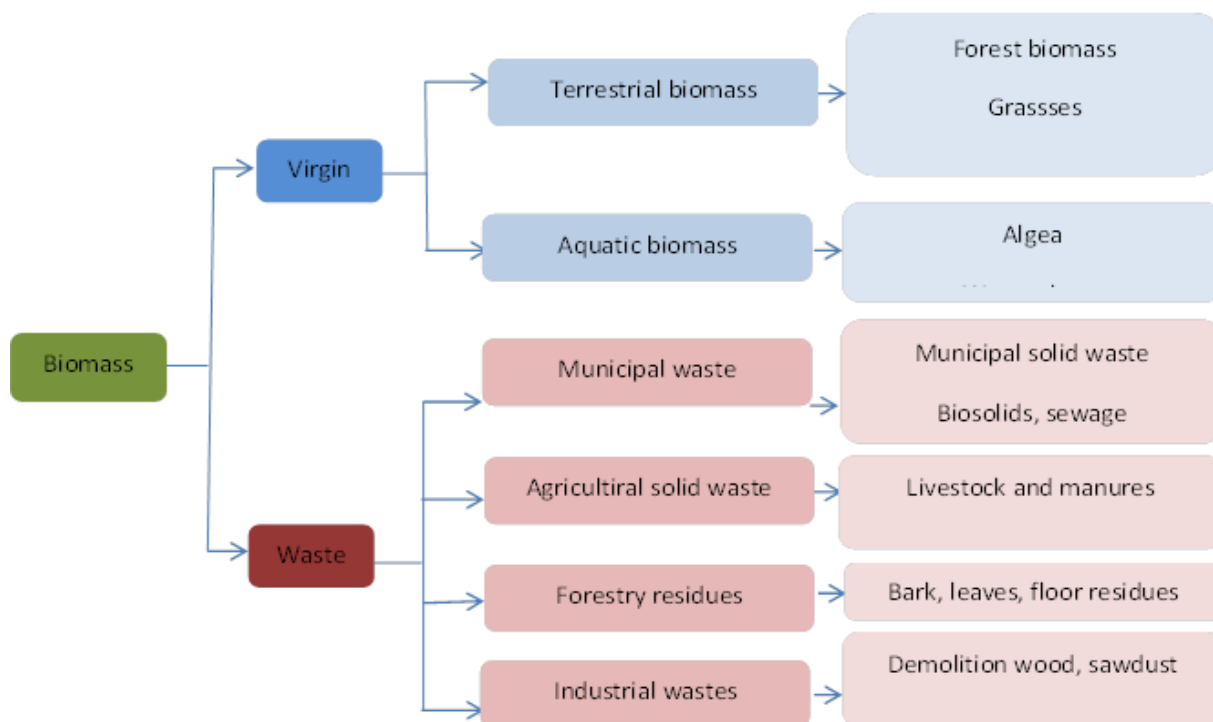 Biomass
Virgin
Terrestrial biomass
Forest biomass
Grassses
Aquatic biomass
Algea
Waste
Municipal waste
Municipal solid waste
Biosolids, sewage
Agricultiral solid waste
Livestock and manures
Forestry residues
Bark, leaves, floor residues
Industrial wastes
Demolition wood, sawdust